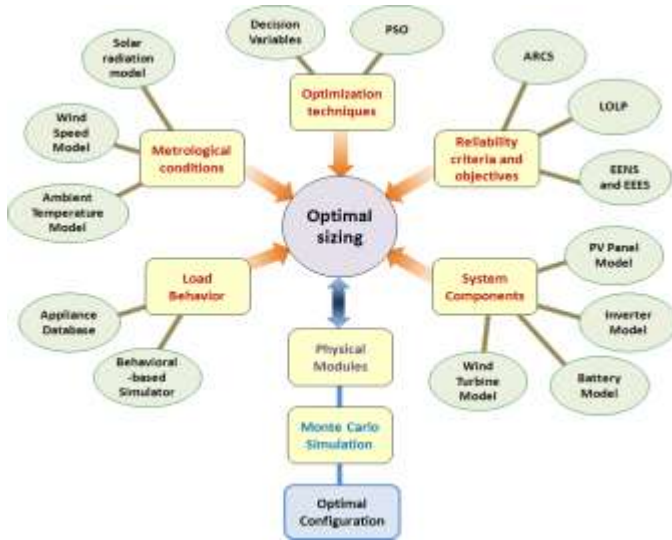 Decision
Variables
PSO
Solar
radiation
model
Optimization
techniques
ARCS
Wind
Speed
Model
Metrological
conditions
Reliability
criteria and
objectives
LOLP
EENS
and EEES
Ambient
Temperature
Model
Optimal
sizing
Load
Behavior
System
Components
PV Panel
Model
Appliance
Database
Inverter
Model
Behavioral
-based
Simulator
Physical
Modules
Wind
Turbine
Model
Battery
Model
Monte Carlo
Simulation
Optimal
Configuration